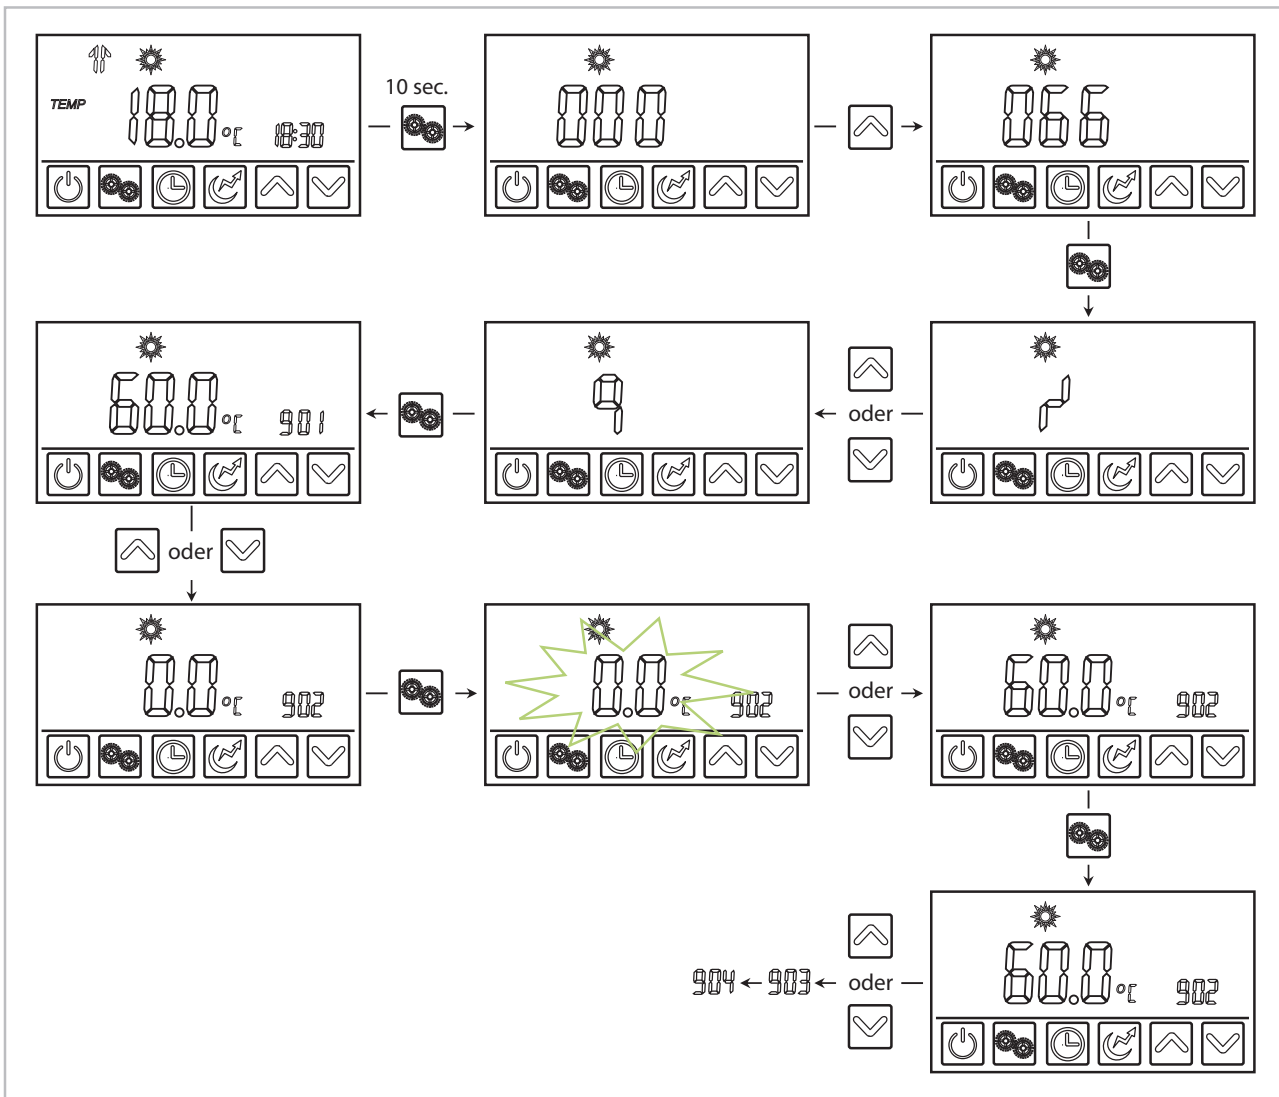 TEMP 18.0 °C 18:30
10 sec.
000
066
60.0 °C 901
q
oder
r
oder
0.0 °C 902
0.0 °C 902
oder
60.0 °C 902
904 903 oder
60.0 °C 902